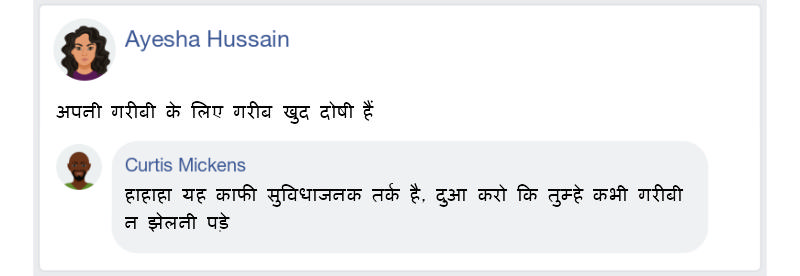 Ayesha Hussain
अपनी गरीबी के लिए गरीब खुद दोषी हैं
Curtis Mickens
हाहाहा यह काफी सुविधाजनक तर्क है, दुआ करो कि तुम्हे कभी गरीबी
न झेलनी पड़े